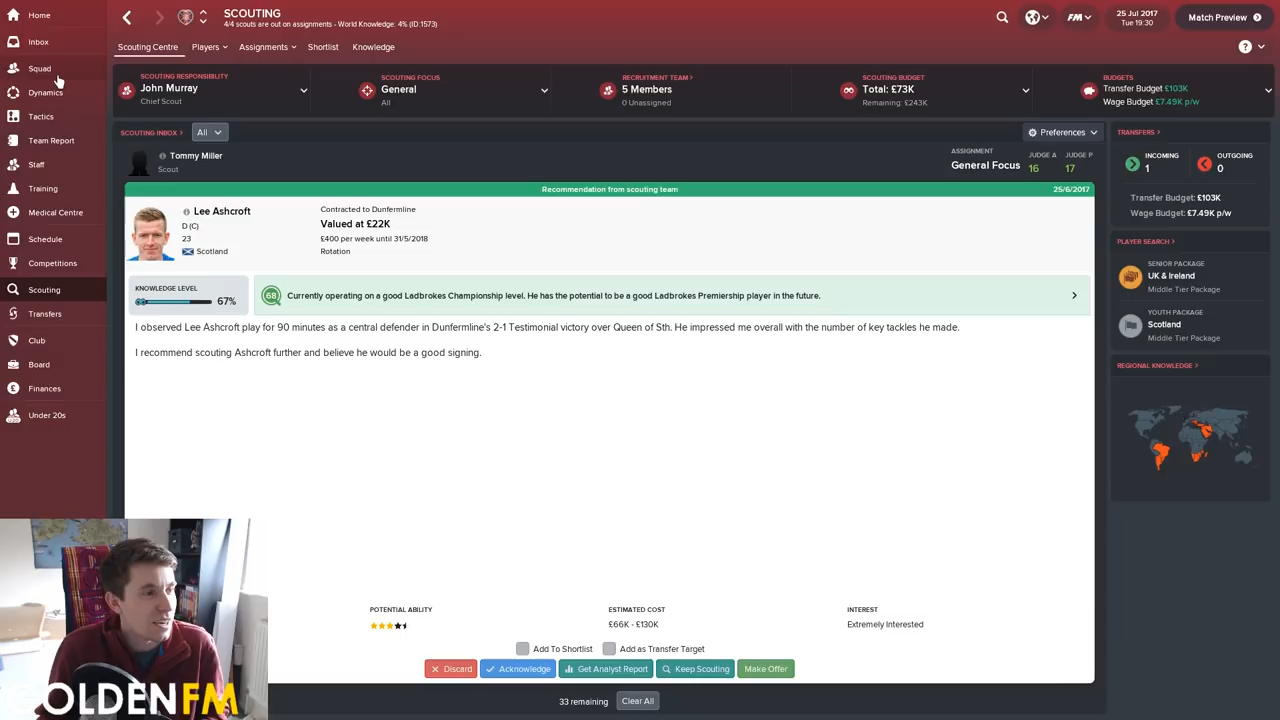 Home
Inbox
Squad
Dynamics
Tactics
Team Report
Staff
Training
Medical Centre
Schedule
Competitions
Scouting
Transfers
Club
Board
Finances
Under 20s
SCOUTING
4/4 scouts are out on assignments - World Knowledge: 4% (ID:1573)
FM
25 Jul 2017
Tue 19:30
Match Preview
Scouting Centre
Players
Assignments
Shortlist
Knowledge
?
SCOUTING RESPONSIBILITY
John Murray
Chief Scout
SCOUTING FOCUS
General
All
RECRUITMENT TEAM >
5 Members
0 Unassigned
SCOUTING BUDGET
Total: £73K
Remaining: £243K
BUDGETS
Transfer Budget £103K
Wage Budget £7.49K p/w
SCOUTING INBOX >
All
Preferences
Tommy Miller
Scout
ASSIGNMENT
General Focus
JUDGE A
16
JUDGE P
17
Recommendation from scouting team
25/6/2017
Lee Ashcroft
D (C)
23
Scotland
Contracted to Dunfermline
Valued at £22K
£400 per week until 31/5/2018
Rotation
KNOWLEDGE LEVEL
67%
68
Currently operating on a good Ladbrokes Championship level. He has the potential to be a good Ladbrokes Premiership player in the future.
I observed Lee Ashcroft play for 90 minutes as a central defender in Dunfermline's 2-1 Testimonial victory over Queen of Sth. He impressed me overall with the number of key tackles he made.
I recommend scouting Ashcroft further and believe he would be a good signing.
POTENTIAL ABILITY
ESTIMATED COST
£66K - £130K
INTEREST
Extremely Interested
Add To Shortlist
Add as Transfer Target
Discard
Acknowledge
Get Analyst Report
Keep Scouting
Make Offer
33 remaining
Clear All
TRANSFERS >
INCOMING
1
OUTGOING
0
Transfer Budget: £103K
Wage Budget: £7.49K p/w
PLAYER SEARCH >
SENIOR PACKAGE
UK & Ireland
Middle Tier Package
YOUTH PACKAGE
Scotland
Middle Tier Package
REGIONAL KNOWLEDGE >
GOLDENFM